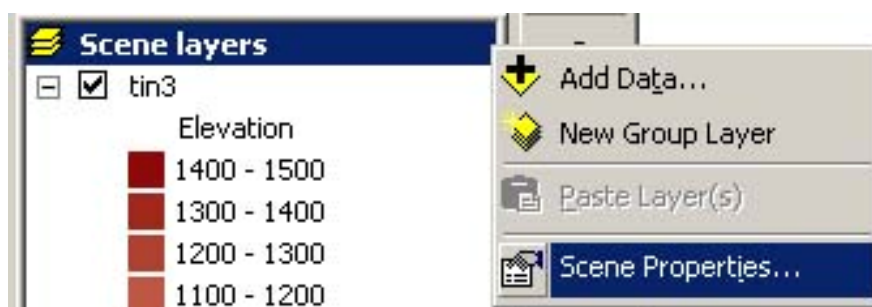 Scene layers
tin3
Elevation
1400 - 1500
1300 - 1400
1200 - 1300
1100 - 1200
Add Data...
New Group Layer
Paste Layer(s)
Scene Properties...